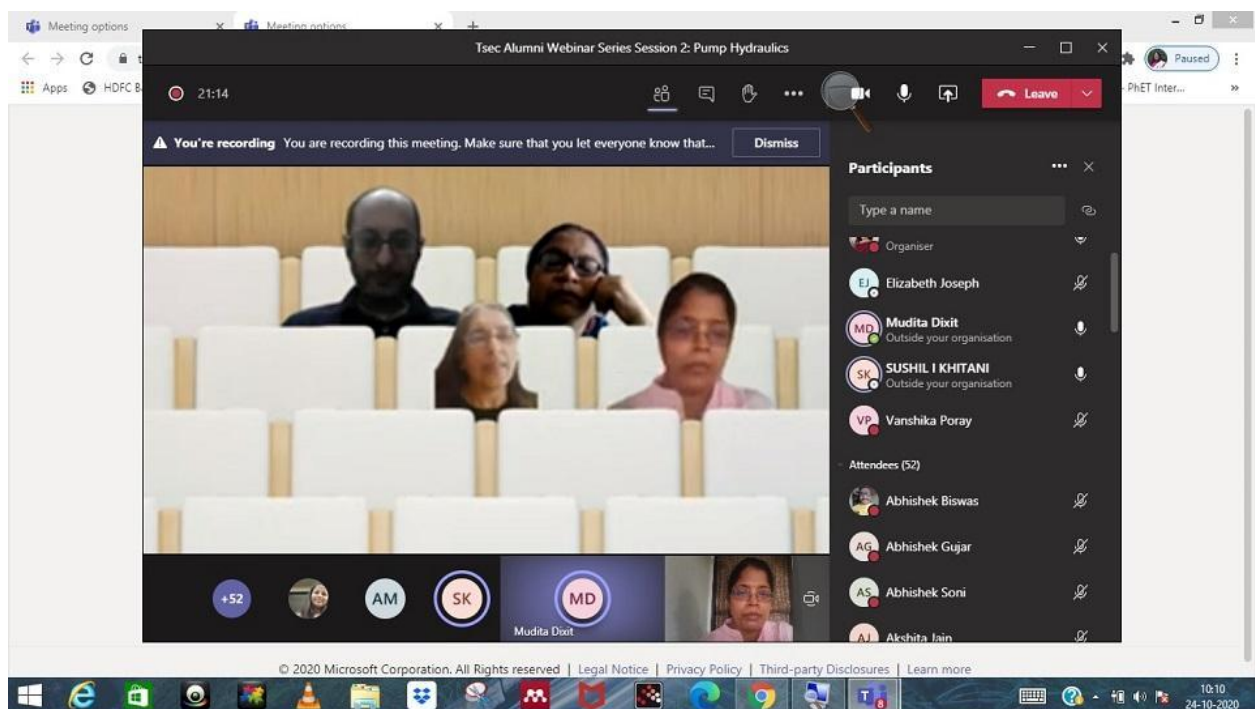 Meeting options
Meeting options
Tsec Alumni Webinar Series Session 2: Pump Hydraulics
Paused
Apps
HDFC B
PhET Inter...
21:14
Leave
You're recording You are recording this meeting. Make sure that you let everyone know that...
Dismiss
Participants
Type a name
Organiser
EJ
Elizabeth Joseph
MD
Mudita Dixit
Outside your organisation
SK
SUSHIL I KHITANI
Outside your organisation
VP
Vanshika Poray
Attendees (52)
Abhishek Biswas
AG
Abhishek Gujar
AS
Abhishek Soni
AJ
Akshita Jain
+52
AM
SK
MD
Mudita Dixit
© 2020 Microsoft Corporation. All Rights reserved | Legal Notice | Privacy Policy | Third-party Disclosures | Learn more
10:10
24-10-2020